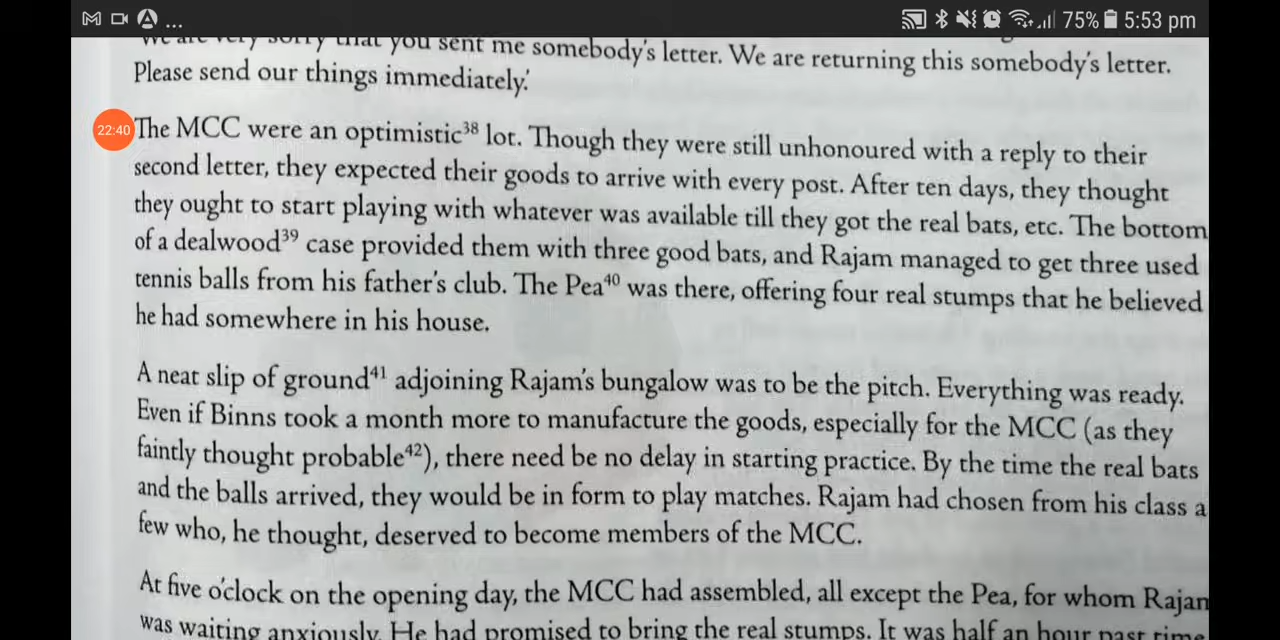 ... 75% 5:53 pm
We are very sorry that you sent me somebody's letter. We are returning this somebody's letter.
Please send our things immediately.'
22:40
The MCC were an optimistic³⁸ lot. Though they were still unhonoured with a reply to their
second letter, they expected their goods to arrive with every post. After ten days, they thought
they ought to start playing with whatever was available till they got the real bats, etc. The bottom
of a dealwood³⁹ case provided them with three good bats, and Rajam managed to get three used
tennis balls from his father's club. The Pea⁴⁰ was there, offering four real stumps that he believed
he had somewhere in his house.
A neat slip of ground⁴¹ adjoining Rajam's bungalow was to be the pitch. Everything was ready.
Even if Binns took a month more to manufacture the goods, especially for the MCC (as they
faintly thought probable⁴²), there need be no delay in starting practice. By the time the real bats
and the balls arrived, they would be in form to play matches. Rajam had chosen from his class a
few who, he thought, deserved to become members of the MCC.
At five o'clock on the opening day, the MCC had assembled, all except the Pea, for whom Rajam
was waiting anxiously. He had promised to bring the real stumps. It was half an hour past time